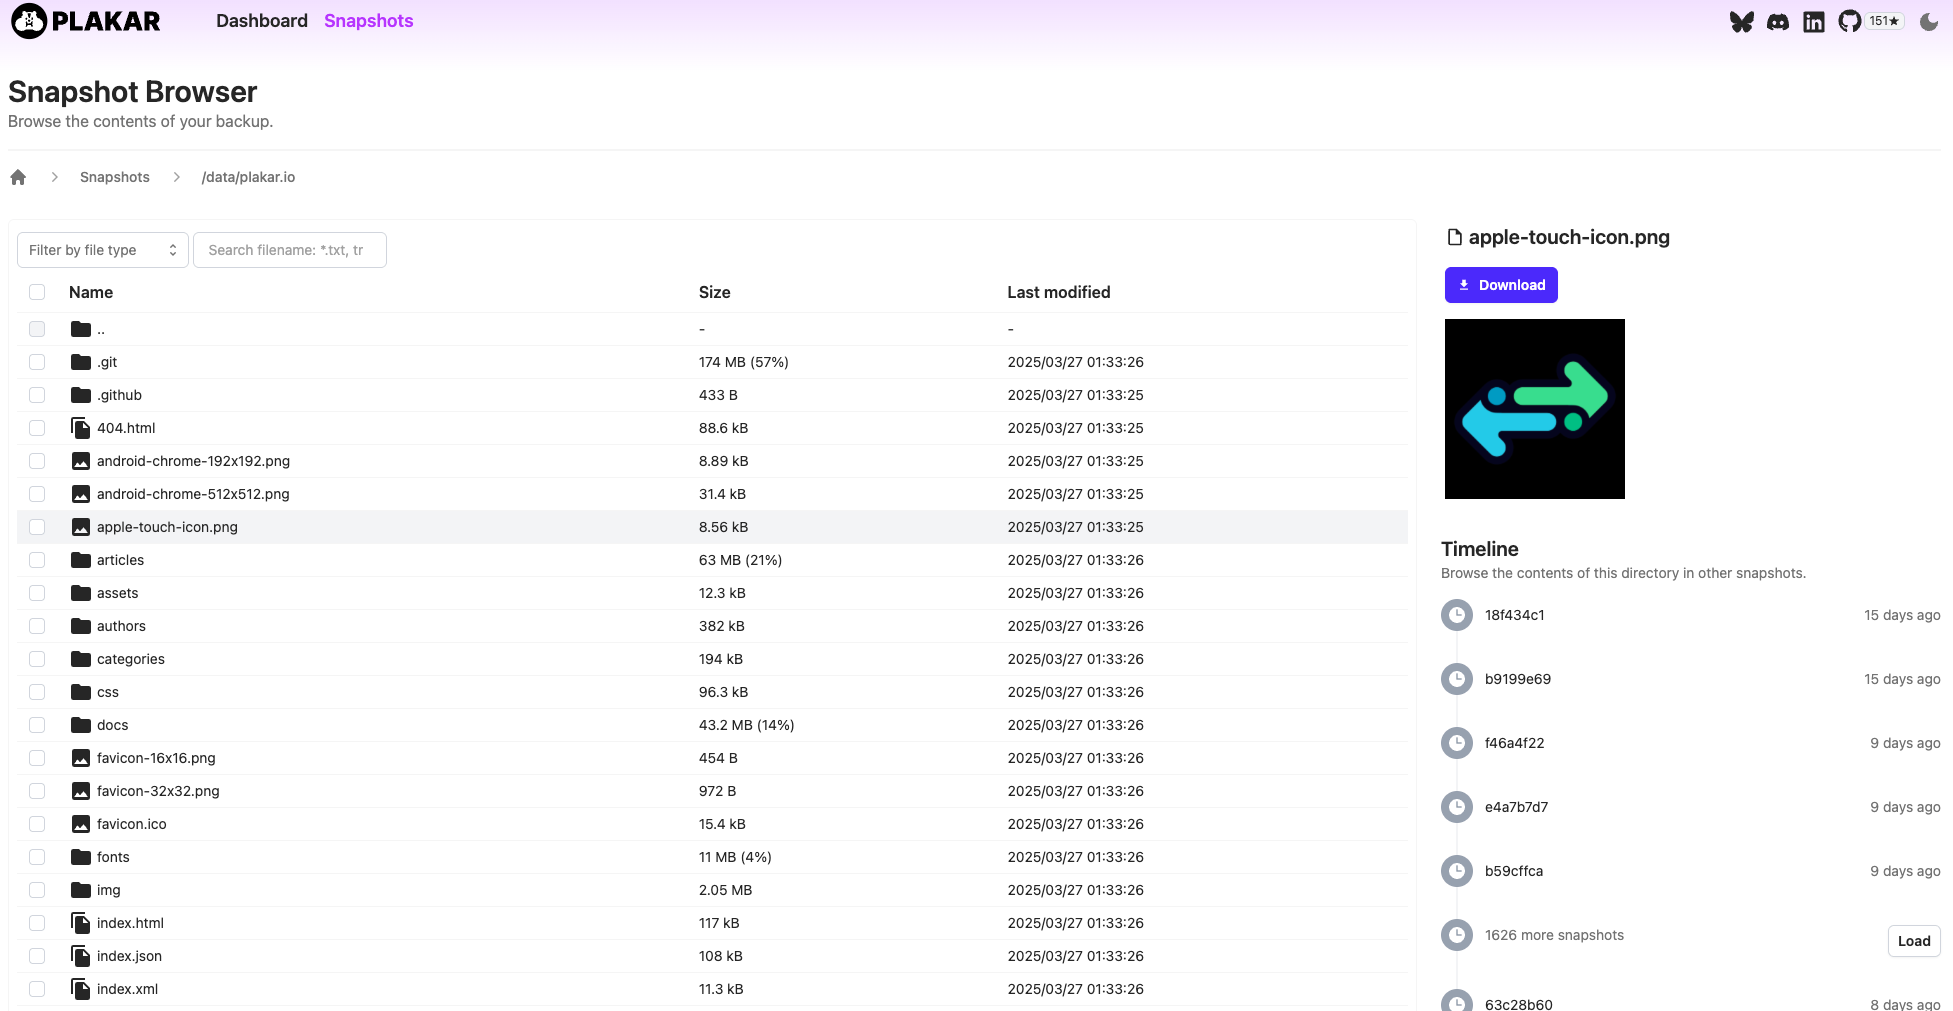 PLAKAR Dashboard Snapshots 151★
Snapshot Browser
Browse the contents of your backup.
Snapshots /data/plakar.io
Filter by file type Search filename: *.txt, tr
Name Size Last modified
.. - -
.git 174 MB (57%) 2025/03/27 01:33:26
.github 433 B 2025/03/27 01:33:25
404.html 88.6 kB 2025/03/27 01:33:25
android-chrome-192x192.png 8.89 kB 2025/03/27 01:33:25
android-chrome-512x512.png 31.4 kB 2025/03/27 01:33:25
apple-touch-icon.png 8.56 kB 2025/03/27 01:33:25
articles 63 MB (21%) 2025/03/27 01:33:26
assets 12.3 kB 2025/03/27 01:33:26
authors 382 kB 2025/03/27 01:33:26
categories 194 kB 2025/03/27 01:33:26
css 96.3 kB 2025/03/27 01:33:26
docs 43.2 MB (14%) 2025/03/27 01:33:26
favicon-16x16.png 454 B 2025/03/27 01:33:26
favicon-32x32.png 972 B 2025/03/27 01:33:26
favicon.ico 15.4 kB 2025/03/27 01:33:26
fonts 11 MB (4%) 2025/03/27 01:33:26
img 2.05 MB 2025/03/27 01:33:26
index.html 117 kB 2025/03/27 01:33:26
index.json 108 kB 2025/03/27 01:33:26
index.xml 11.3 kB 2025/03/27 01:33:26
apple-touch-icon.png
Download
Timeline
Browse the contents of this directory in other snapshots.
18f434c1 15 days ago
b9199e69 15 days ago
f46a4f22 9 days ago
e4a7b7d7 9 days ago
b59cffca 9 days ago
1626 more snapshots Load
63c28b60 8 days ago